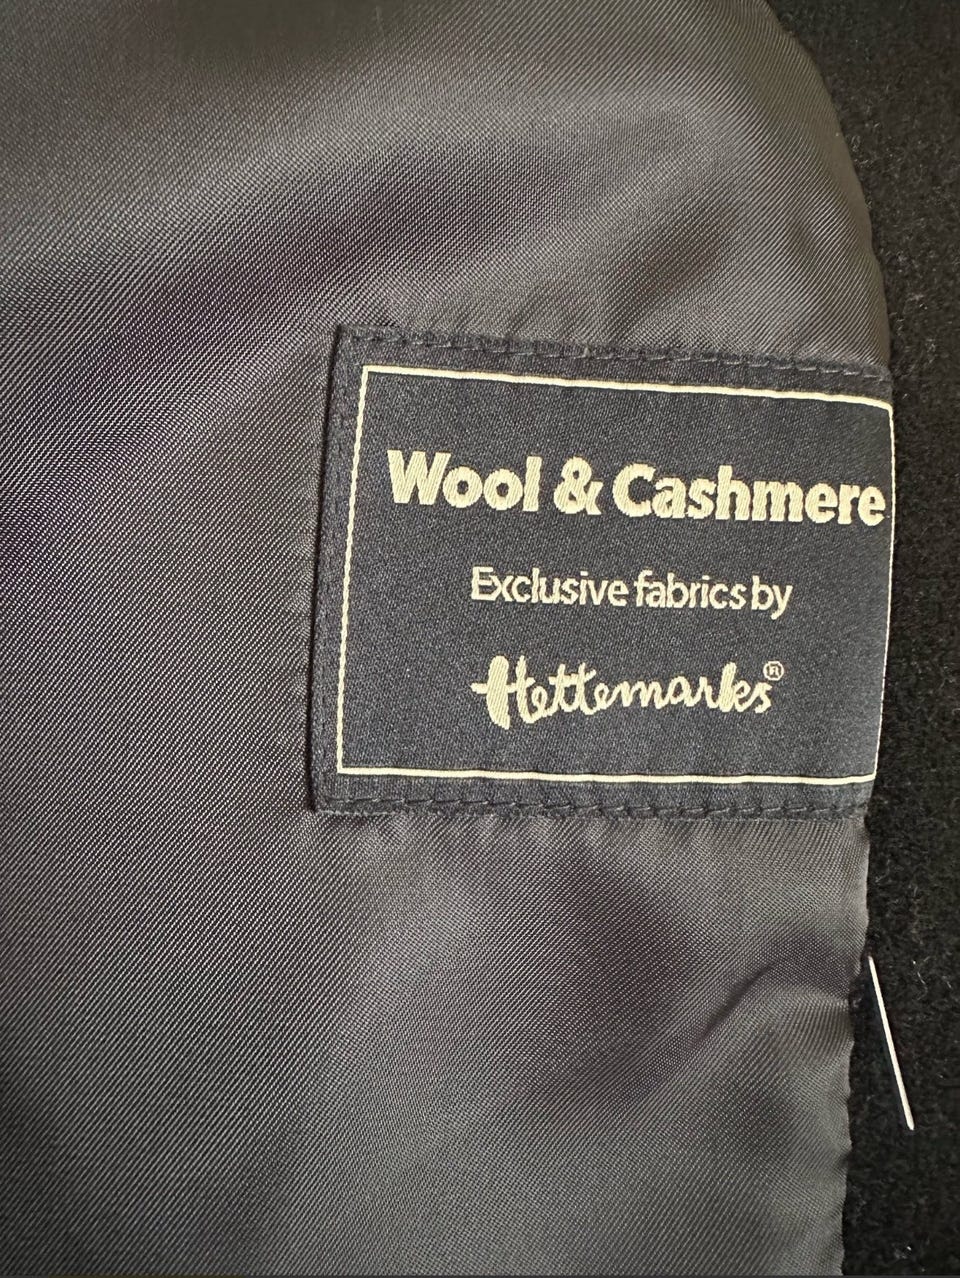 Wool & Cashmere
Exclusive fabrics by
Hettemarks®